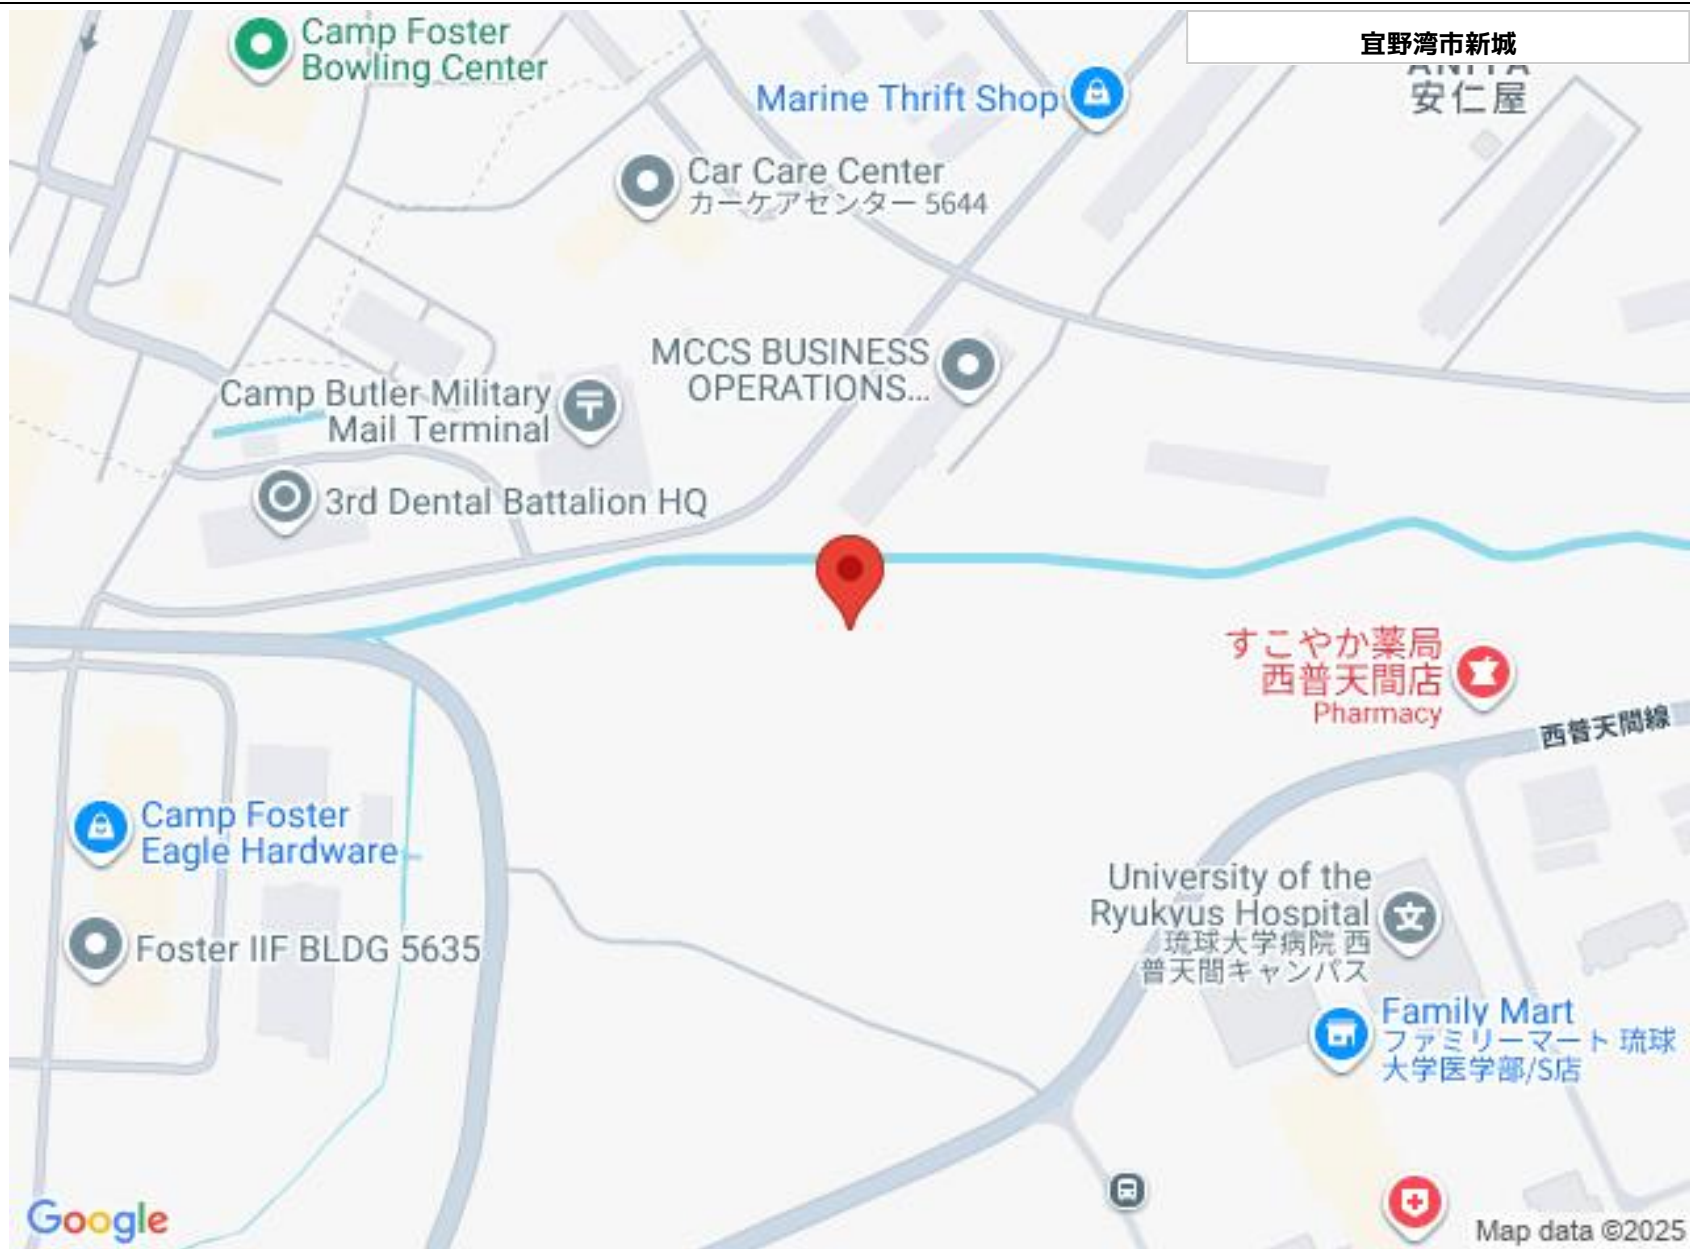 宜野湾市新城
Camp Foster
Bowling Center
Marine Thrift Shop
安仁屋
Car Care Center
カーケアセンター 5644
MCCS BUSINESS
OPERATIONS...
Camp Butler Military
Mail Terminal
3rd Dental Battalion HQ
すこやか薬局
西普天間店
Pharmacy
西普天間線
Camp Foster
Eagle Hardware
University of the
Ryukyus Hospital
琉球大学病院 西
普天間キャンパス
Foster IIF BLDG 5635
Family Mart
ファミリーマート 琉球
大学医学部/S店
Google
Map data ©2025